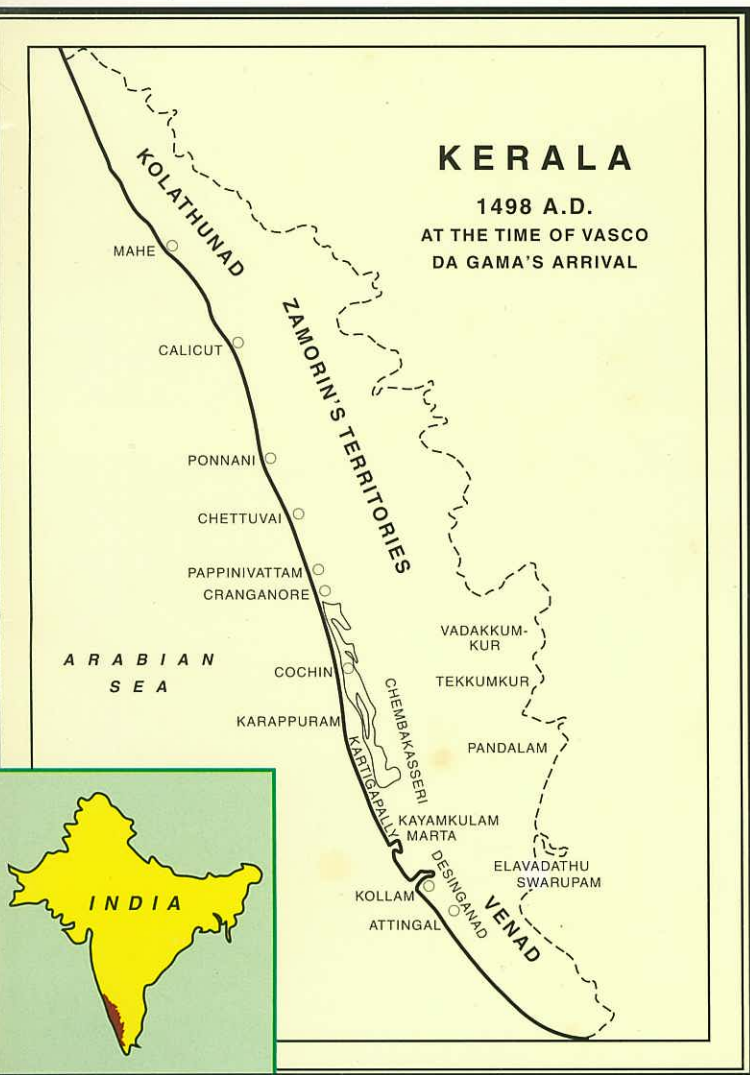 KERALA
1498 A.D.
AT THE TIME OF VASCO
DA GAMA'S ARRIVAL
KOLATHUNAD
MAHE
ZAMORIN'S TERRITORIES
CALICUT
PONNANI
CHETTUVAI
PAPPINIVATTAM
CRANGANORE
VADAKKUM-
KUR
ARABIAN
SEA
COCHIN
TEKKUMKUR
CHEMBAKASSERI
KARAPPURAM
KARTIGAPALLY
PANDALAM
KAYAMKULAM
MARTA
DESINGANAD
ELAVADATHU
SWARUPAM
KOLLAM
VENAD
ATTINGAL
INDIA